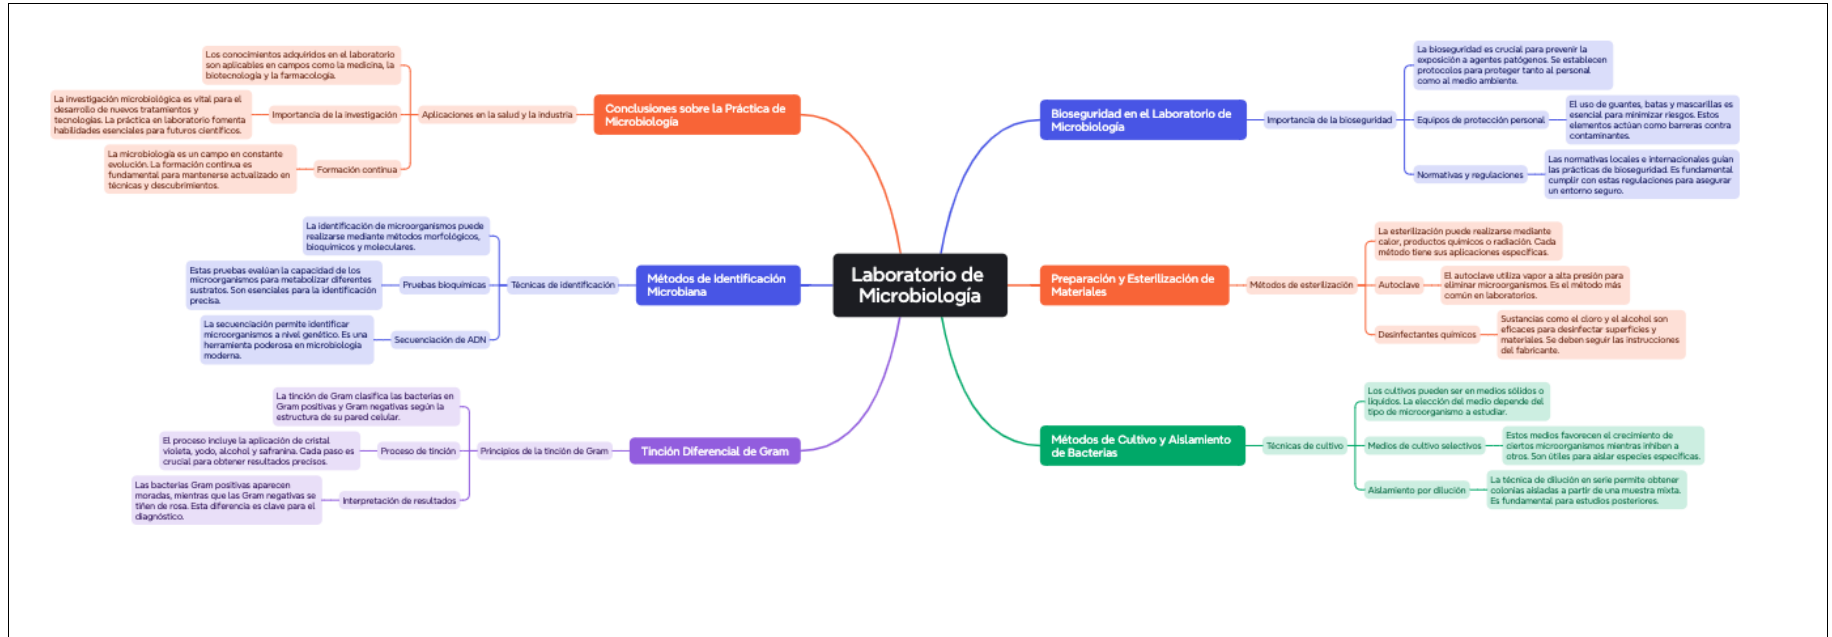 Laboratorio de
Microbiología
Bioseguridad en el Laboratorio de
Microbiología
Importancia de la bioseguridad
La bioseguridad es crucial para prevenir la
exposición a agentes patógenos. Se establecen
protocolos para proteger tanto al personal
como al medio ambiente.
Equipos de protección personal
El uso de guantes, batas y mascarillas es
esencial para minimizar riesgos. Estos
elementos actúan como barreras contra
contaminantes.
Normativas y regulaciones
Las normativas locales e internacionales guían
las prácticas de bioseguridad. Es fundamental
cumplir con estas regulaciones para asegurar
un entorno seguro.
Preparación y Esterilización de
Materiales
Métodos de esterilización
La esterilización puede realizarse mediante
calor, productos químicos o radiación. Cada
método tiene sus aplicaciones específicas.
Autoclave
El autoclave utiliza vapor a alta presión para
eliminar microorganismos. Es el método más
común en laboratorios.
Desinfectantes químicos
Sustancias como el cloro y el alcohol son
eficaces para desinfectar superficies y
materiales. Se deben seguir las instrucciones
del fabricante.
Métodos de Cultivo y Aislamiento
de Bacterias
Técnicas de cultivo
Los cultivos pueden ser en medios sólidos o
líquidos. La elección del medio depende del
tipo de microorganismo a estudiar.
Medios de cultivo selectivos
Estos medios favorecen el crecimiento de
ciertos microorganismos mientras inhiben a
otros. Son útiles para aislar especies específicas.
Aislamiento por dilución
La técnica de dilución en serie permite obtener
colonias aisladas a partir de una muestra mixta.
Es fundamental para estudios posteriores.
Conclusiones sobre la Práctica de
Microbiología
Aplicaciones en la salud y la industria
Los conocimientos adquiridos en el laboratorio
son aplicables en campos como la medicina, la
biotecnología y la farmacología.
Importancia de la investigación
La investigación microbiológica es vital para el
desarrollo de nuevos tratamientos y
tecnologías. La práctica en laboratorio fomenta
habilidades esenciales para futuros científicos.
Formación continua
La microbiología es un campo en constante
evolución. La formación continua es
fundamental para mantenerse actualizado en
técnicas y descubrimientos.
Métodos de Identificación
Microbiana
Técnicas de identificación
La identificación de microorganismos puede
realizarse mediante métodos morfológicos,
bioquímicos y moleculares.
Pruebas bioquímicas
Estas pruebas evalúan la capacidad de los
microorganismos para metabolizar diferentes
sustratos. Son esenciales para la identificación
precisa.
Secuenciación de ADN
La secuenciación permite identificar
microorganismos a nivel genético. Es una
herramienta poderosa en microbiología
moderna.
Tinción Diferencial de Gram
Principios de la tinción de Gram
La tinción de Gram clasifica las bacterias en
Gram positivas y Gram negativas según la
estructura de su pared celular.
Proceso de tinción
El proceso incluye la aplicación de cristal
violeta, yodo, alcohol y safranina. Cada paso es
crucial para obtener resultados precisos.
Interpretación de resultados
Las bacterias Gram positivas aparecen
moradas, mientras que las Gram negativas se
tiñen de rosa. Esta diferencia es clave para el
diagnóstico.